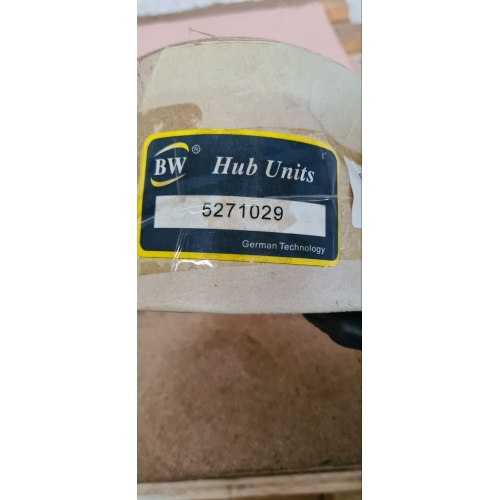 BW ® Hub Units
5271029
German Technology